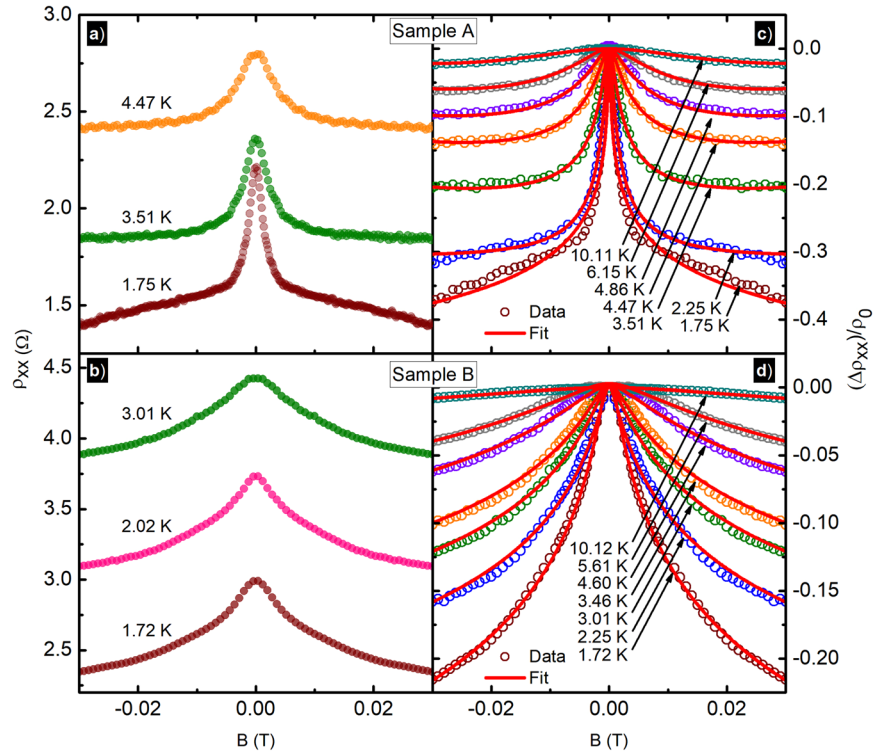 Sample A
a)
c)
3.0
2.5
2.0
1.5
4.47 K
3.51 K
1.75 K
0.0
-0.1
-0.2
-0.3
-0.4
10.11 K
6.15 K
4.86 K
4.47 K
3.51 K
2.25 K
1.75 K
Data
Fit
ρxx (Ω)
(Δρxx)/ρ0
Sample B
b)
d)
4.5
4.0
3.5
3.0
2.5
3.01 K
2.02 K
1.72 K
0.00
-0.05
-0.10
-0.15
-0.20
10.12 K
5.61 K
4.60 K
3.46 K
3.01 K
2.25 K
1.72 K
Data
Fit
-0.02 0.00 0.02
-0.02 0.00 0.02
B (T)
B (T)